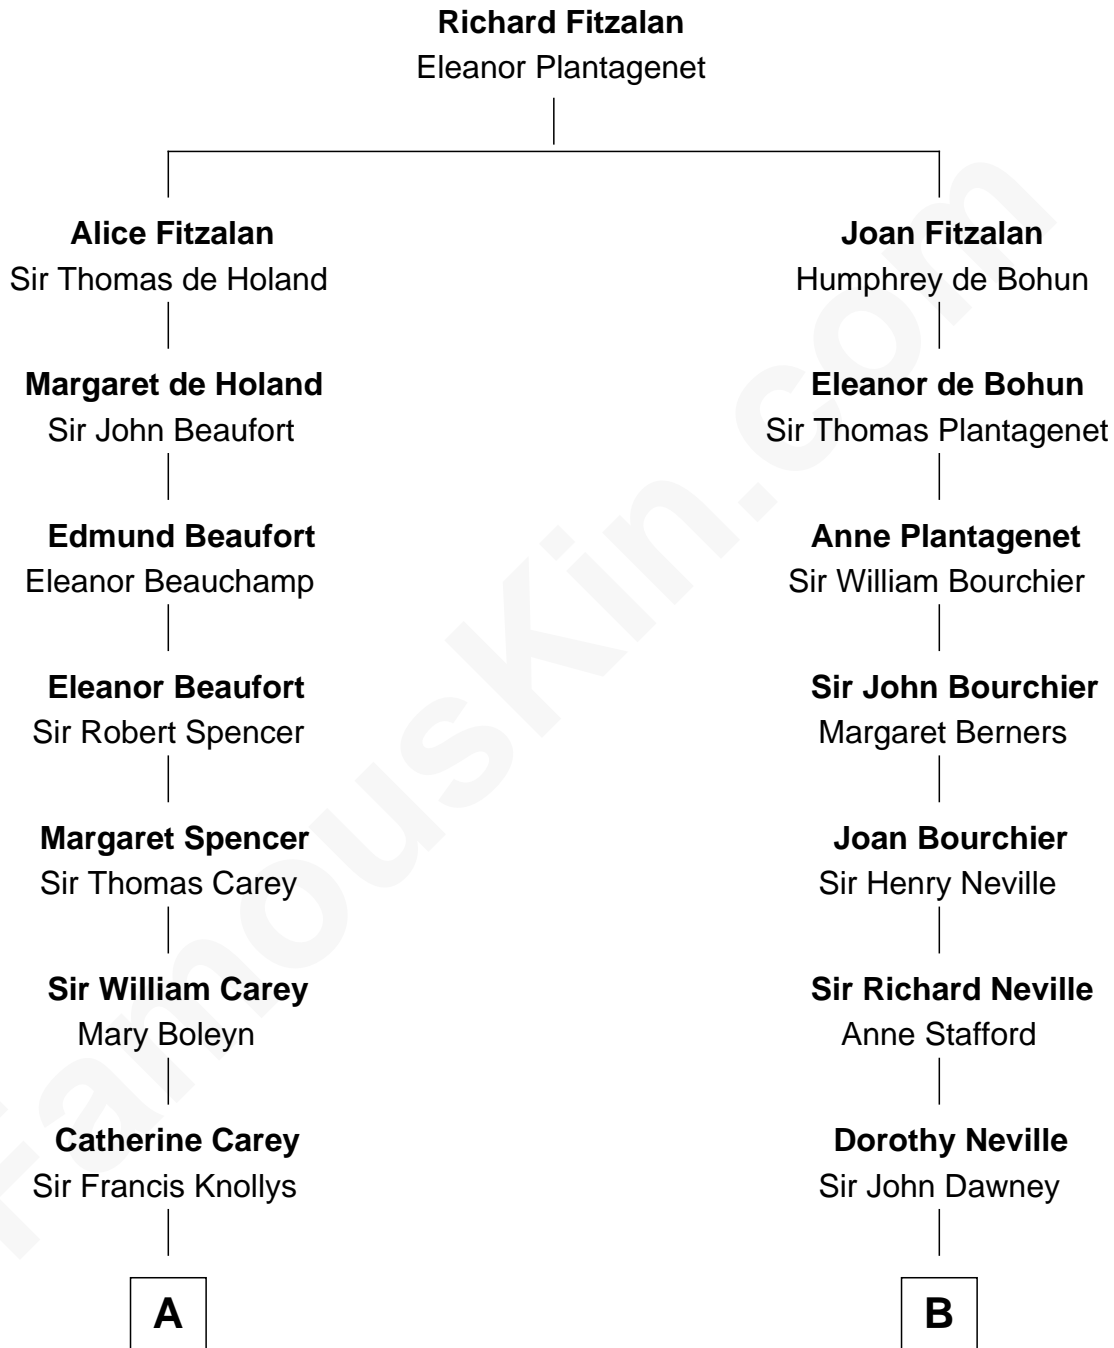 Richard Fitzalan
Eleanor Plantagenet
Alice Fitzalan
Sir Thomas de Holand
Joan Fitzalan
Humphrey de Bohun
Margaret de Holand
Sir John Beaufort
Eleanor de Bohun
Sir Thomas Plantagenet
Edmund Beaufort
Eleanor Beauchamp
Anne Plantagenet
Sir William Bourchier
Eleanor Beaufort
Sir Robert Spencer
Sir John Bourchier
Margaret Berners
Margaret Spencer
Sir Thomas Carey
Joan Bourchier
Sir Henry Neville
Sir William Carey
Mary Boleyn
Sir Richard Neville
Anne Stafford
Catherine Carey
Sir Francis Knollys
Dorothy Neville
Sir John Dawney
A
B
FamousKin.com